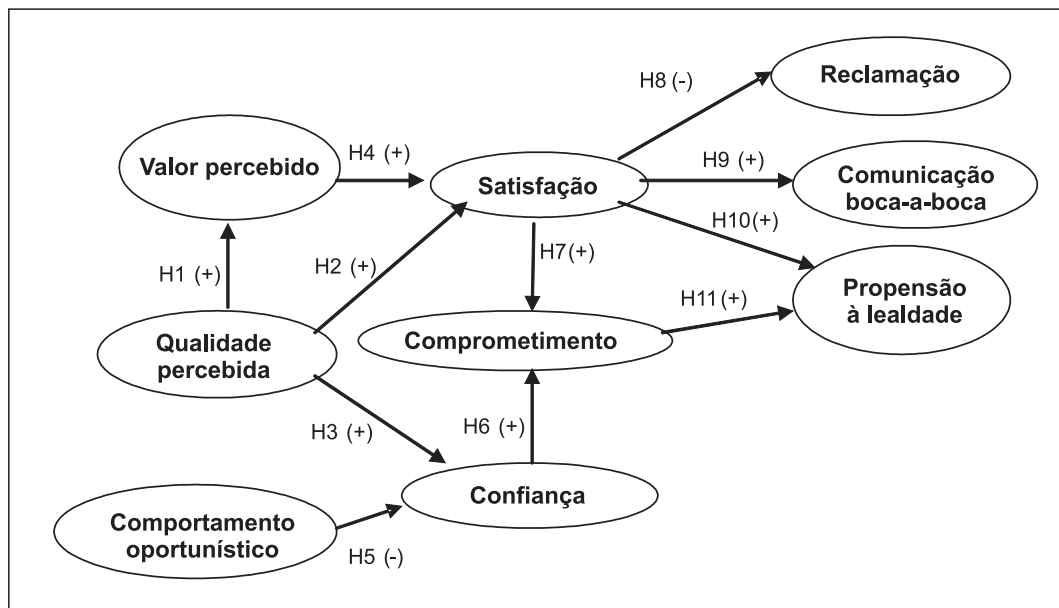 H8 (-)
Reclamação
Valor percebido
H4 (+)
Satisfação
H9 (+)
Comunicação
boca-a-boca
H10(+)
H1 (+)
H2 (+)
H7(+)
H11 (+)
Propensão
à lealdade
Qualidade
percebida
Comprometimento
H3 (+)
H6 (+)
Confiança
Comportamento
oportunístico
H5 (-)